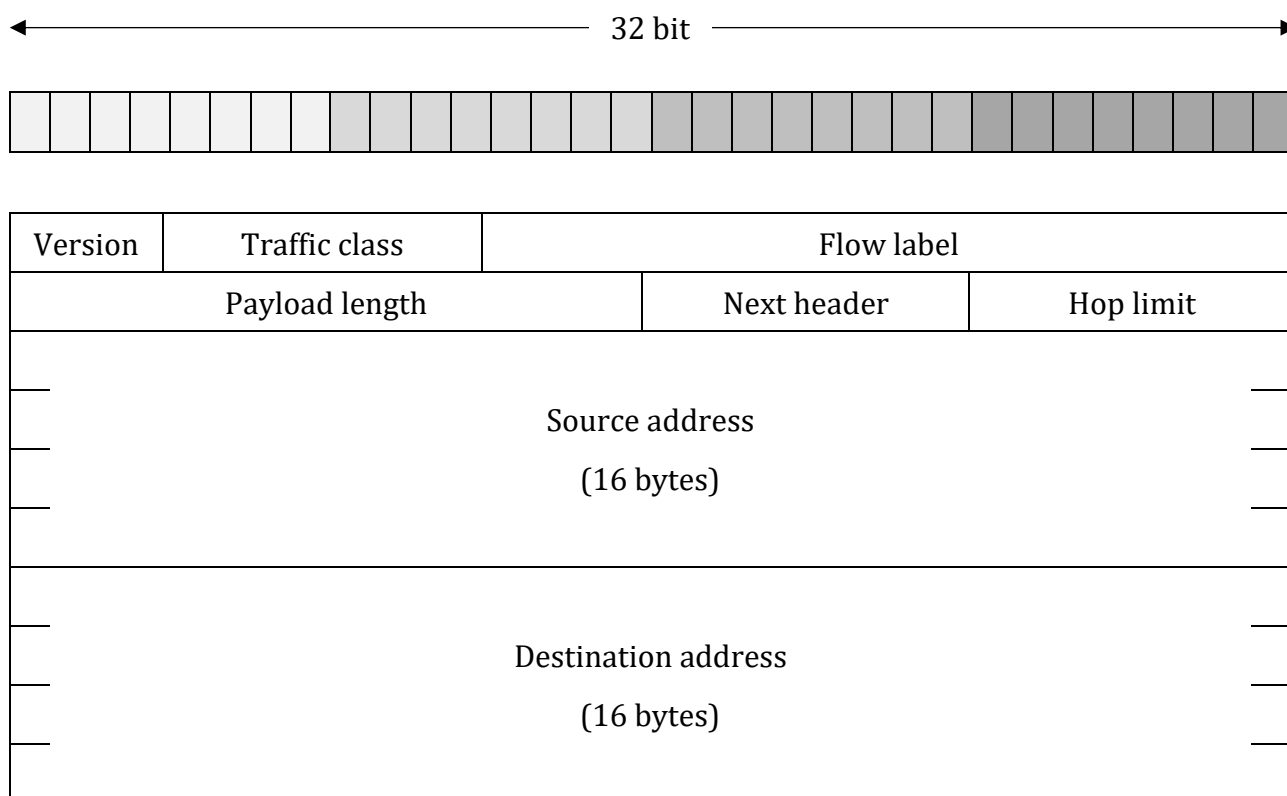 32 bit
Version Traffic class Flow label
Payload length Next header Hop limit
Source address
(16 bytes)
Destination address
(16 bytes)